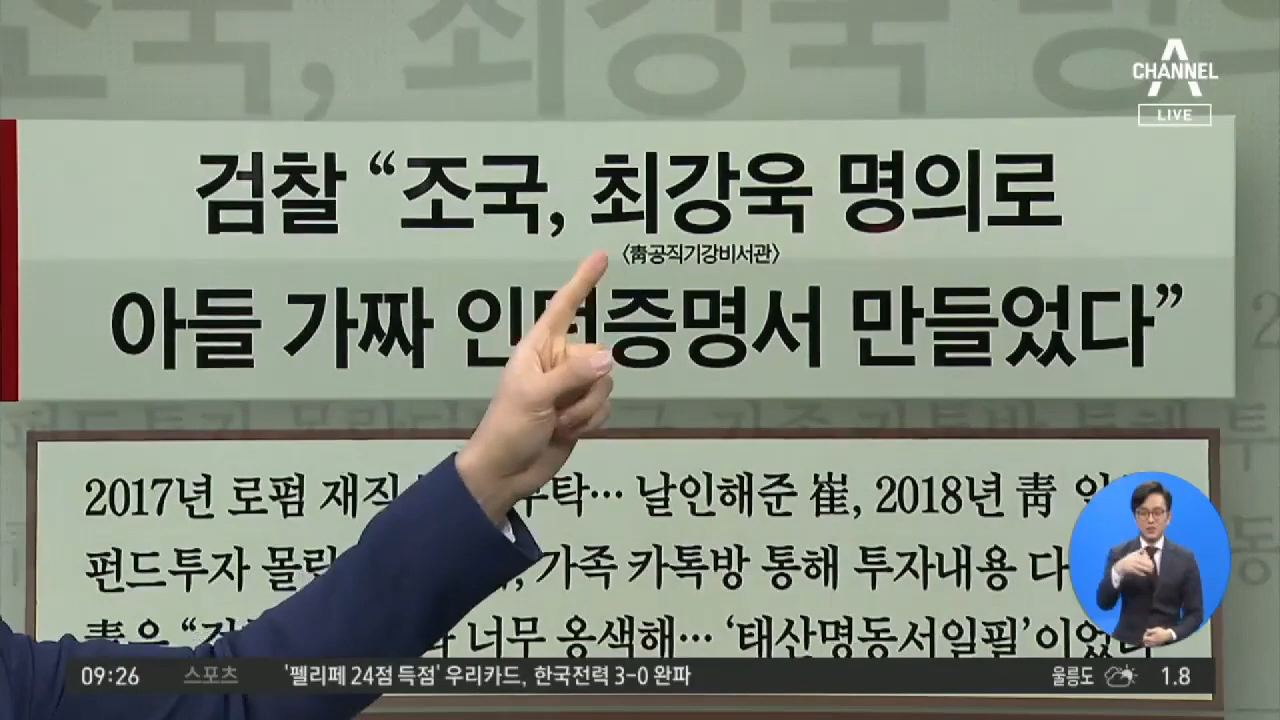 CHANNEL A
LIVE
검찰 “조국, 최강욱 명의로
〈靑공직기강비서관〉
아들 가짜 인턴증명서 만들었다”
2017년 로펌 재직 … 날인해준 崔, 2018년 靑
펀드투자 가족 카톡방 통해 투자내용
靑은 너무 옹색해… ‘태산명동서일필’이었다
09:26 스포츠 '펠리페 24점 득점' 우리카드, 한국전력 3-0 완파 울릉도 1.8